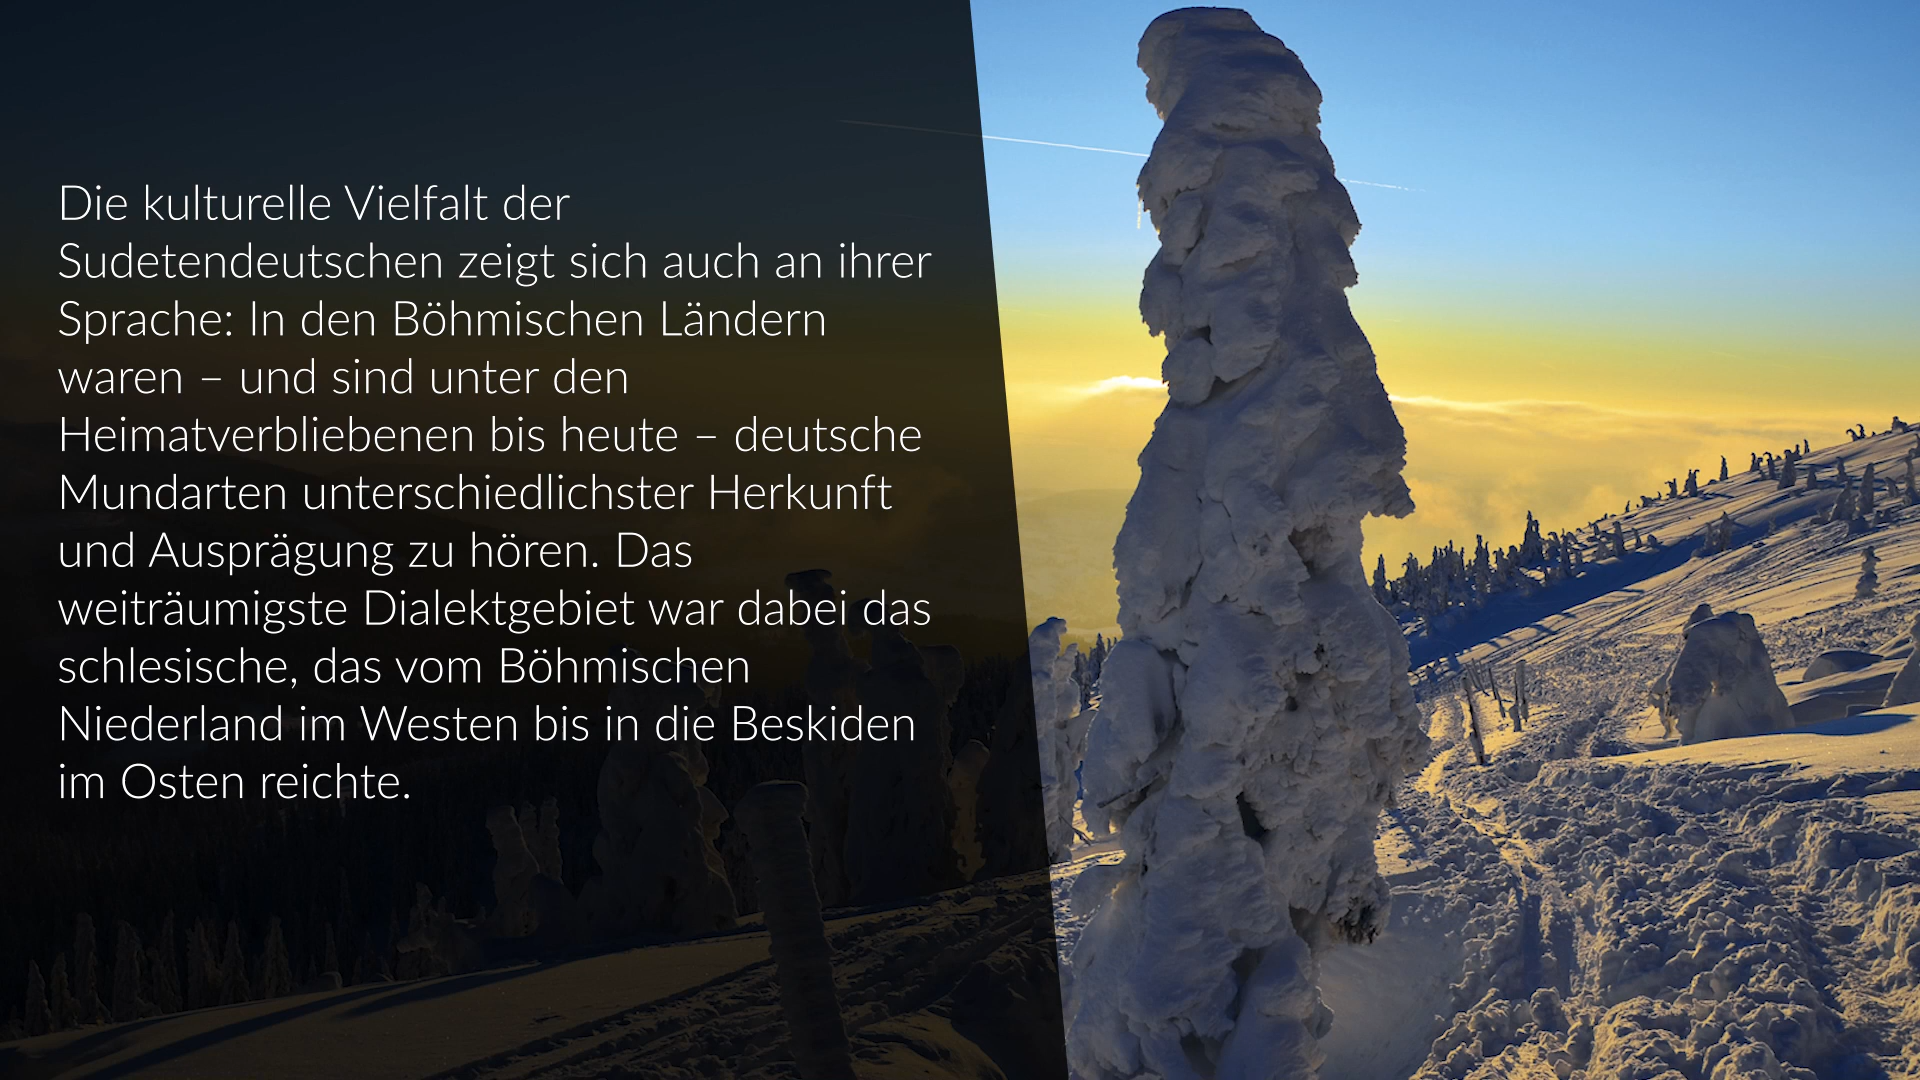 Die kulturelle Vielfalt der
Sudetendeutschen zeigt sich auch an ihrer
Sprache: In den Böhmischen Ländern
waren – und sind unter den
Heimatverbliebenen bis heute – deutsche
Mundarten unterschiedlichster Herkunft
und Ausprägung zu hören. Das
weiträumigste Dialektgebiet war dabei das
schlesische, das vom Böhmischen
Niederland im Westen bis in die Beskiden
im Osten reichte.